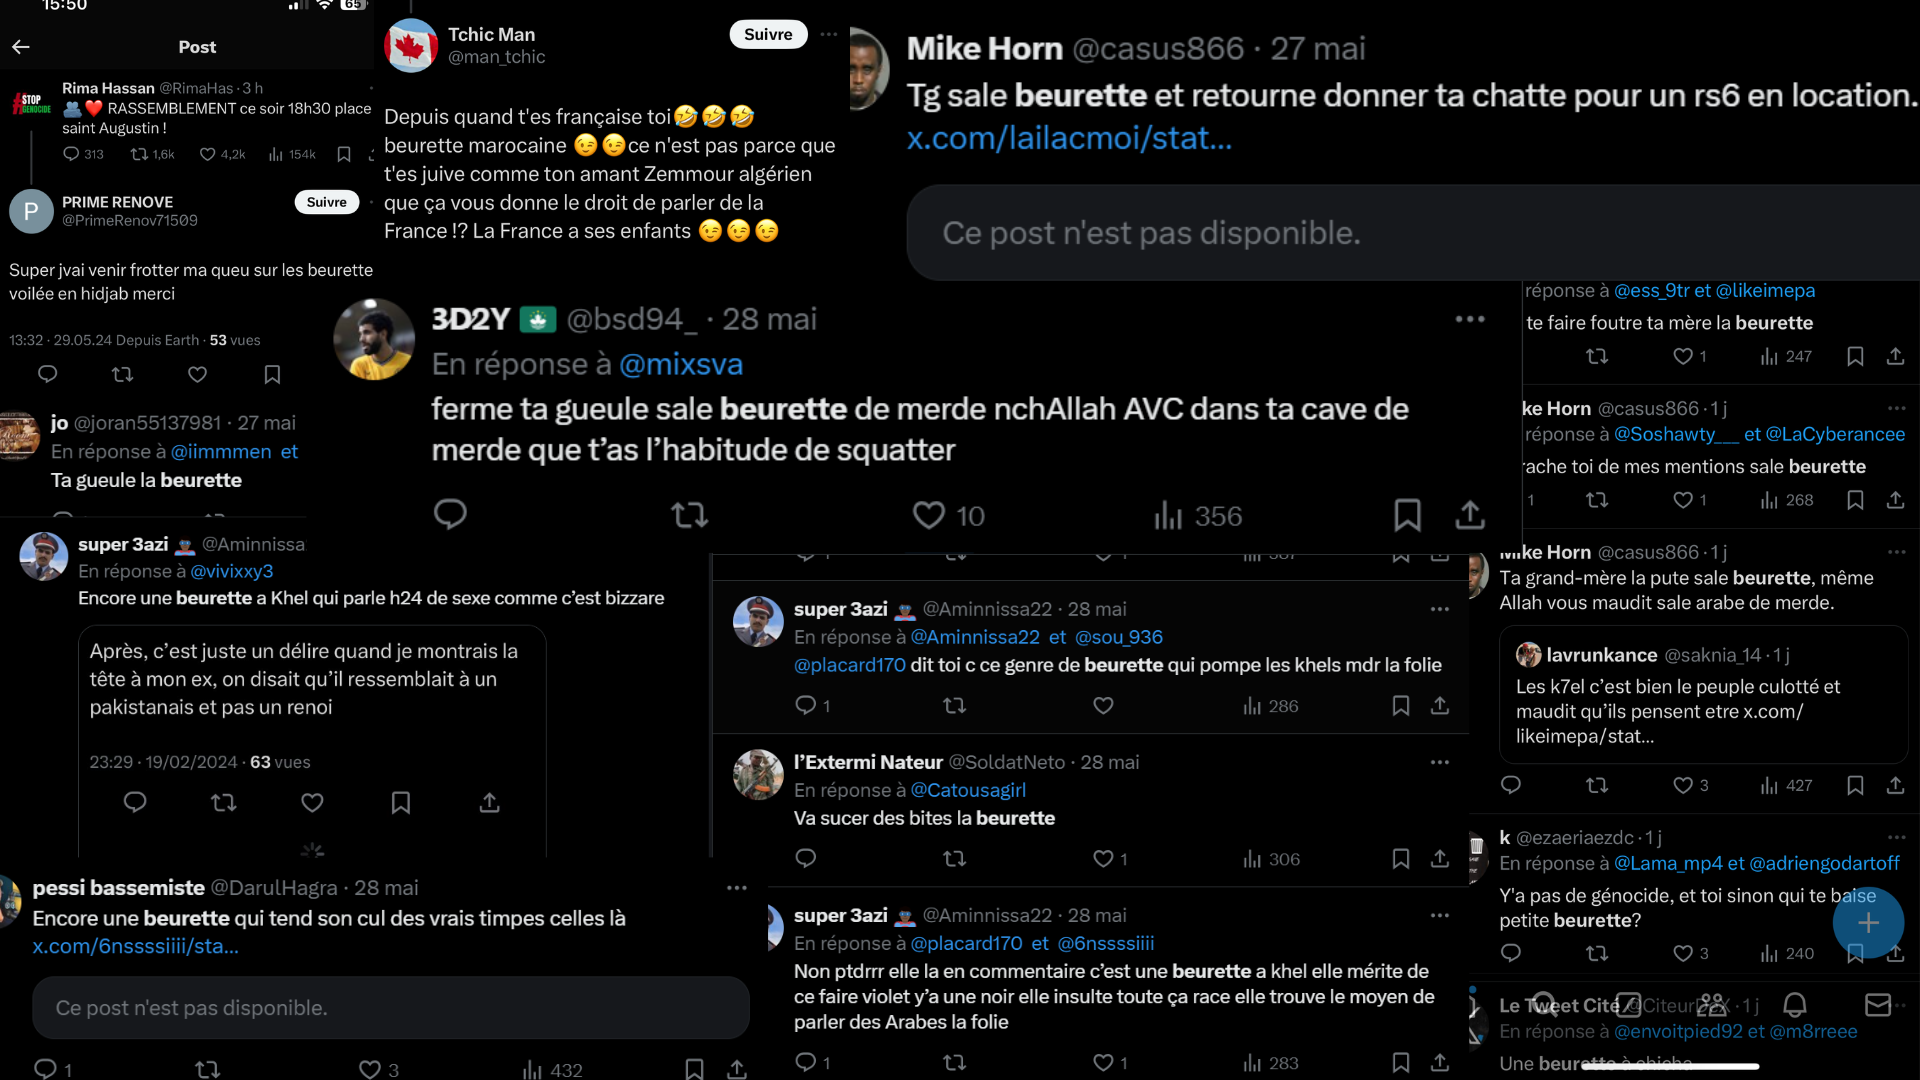 15:50
65
Post
Rima Hassan @RimaHas · 3 h
RASSEMBLEMENT ce soir 18h30 place
saint Augustin !
313 1,6k 4,2k 154k
#STOP
GENOCIDE
P
PRIME RENOVE
@PrimeRenov71509
Suivre
Super jvai venir frotter ma queu sur les beurette
voilée en hidjab merci
13:32 · 29.05.24 Depuis Earth · 53 vues
Tchic Man
@man_tchic
Suivre
Depuis quand t'es française toi🤣🤣🤣
beurette marocaine 😉😉ce n'est pas parce que
t'es juive comme ton amant Zemmour algérien
que ça vous donne le droit de parler de la
France !? La France a ses enfants 😉😉😉
Mike Horn @casus866 · 27 mai
Tg sale beurette et retourne donner ta chatte pour un rs6 en location.
x.com/lailacmoi/stat...
Ce post n'est pas disponible.
3D2Y @bsd94_ · 28 mai
En réponse à @mixsva
ferme ta gueule sale beurette de merde nchAllah AVC dans ta cave de
merde que t’as l’habitude de squatter
10 356
réponse à @ess_9tr et @likeimepa
te faire foutre ta mère la beurette
1 247
ke Horn @casus866 · 1 j
réponse à @Soshawty___ et @LaCyberancee
rache toi de mes mentions sale beurette
1 1 268
jo @joran55137981 · 27 mai
En réponse à @iimmmen et
Ta gueule la beurette
super 3azi @Aminnissa
En réponse à @vivixxy3
Encore une beurette a Khel qui parle h24 de sexe comme c’est bizzare
Après, c’est juste un délire quand je montrais la
tête à mon ex, on disait qu’il ressemblait à un
pakistanais et pas un renoi
23:29 · 19/02/2024 · 63 vues
super 3azi @Aminnissa22 · 28 mai
En réponse à @Aminnissa22 et @sou_936
@placard170 dit toi c ce genre de beurette qui pompe les khels mdr la folie
1 286
l’Extermi Nateur @SoldatNeto · 28 mai
En réponse à @Catousagirl
Va sucer des bites la beurette
1 306
super 3azi @Aminnissa22 · 28 mai
En réponse à @placard170 et @6nssssiiii
Non ptdrrr elle la en commentaire c’est une beurette a khel elle mérite de
ce faire violet y’a une noir elle insulte toute ça race elle trouve le moyen de
parler des Arabes la folie
1 1 283
Mike Horn @casus866 · 1 j
Ta grand-mère la pute sale beurette, même
Allah vous maudit sale arabe de merde.
lavrunkance @saknia_14 · 1 j
Les k7el c’est bien le peuple culotté et
maudit qu’ils pensent etre x.com/
likeimepa/stat...
3 427
k @ezaeriaezdc · 1 j
En réponse à @Lama_mp4 et @adriengodartoff
Y'a pas de génocide, et toi sinon qui te baise
petite beurette?
3 240
Le Tweet Cité
· 1 j
En réponse à @envoitpied92 et @m8rreee
Une beurette à chicha
pessi bassemiste @DarulHagra · 28 mai
Encore une beurette qui tend son cul des vrais timpes celles là
x.com/6nssssiiii/sta...
Ce post n'est pas disponible.
1 3 432